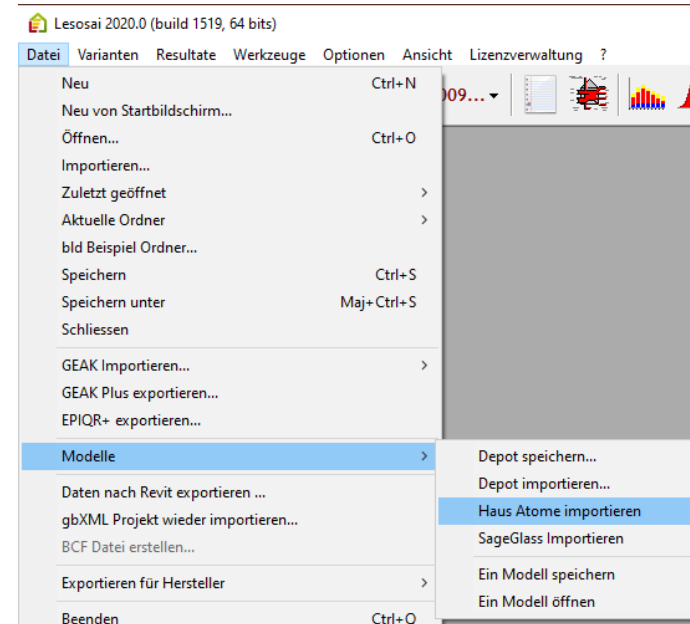 Lesosai 2020.0 (build 1519, 64 bits)
Datei Varianten Resultate Werkzeuge Optionen Ansicht Lizenzverwaltung ?
009...
Neu Ctrl+N
Neu von Startbildschirm...
Öffnen... Ctrl+O
Importieren...
Zuletzt geöffnet
Aktuelle Ordner
bld Beispiel Ordner...
Speichern Ctrl+S
Speichern unter Maj+Ctrl+S
Schliessen
GEAK Importieren...
GEAK Plus exportieren...
EPIQR+ exportieren...
Modelle
Daten nach Revit exportieren ...
gbXML Projekt wieder importieren...
BCF Datei erstellen...
Exportieren für Hersteller
Beenden Ctrl+Q
Depot speichern...
Depot importieren...
Haus Atome importieren
SageGlass Importieren
Ein Modell speichern
Ein Modell öffnen